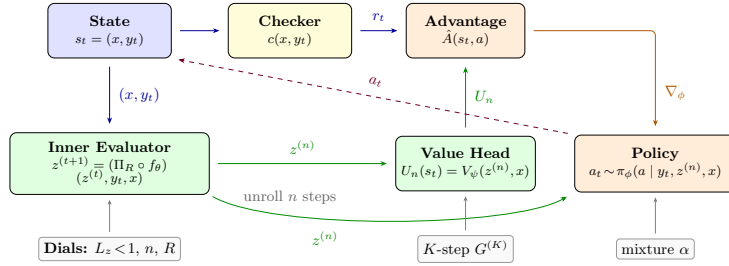 State
s_t = (x, y_t)
Checker
c(x, y_t)
r_t
Advantage
Â(s_t, a)
(x, y_t)
a_t
U_n
∇_ϕ
Inner Evaluator
z^{(t+1)} = (Π_R ∘ f_θ)
(z^{(t)}, y_t, x)
z^{(n)}
Value Head
U_n(s_t) = V_ψ(z^{(n)}, x)
Policy
a_t ∼ π_ϕ(a | y_t, z^{(n)}, x)
unroll n steps
z^{(n)}
Dials: L_z < 1, n, R
K-step G^{(K)}
mixture α